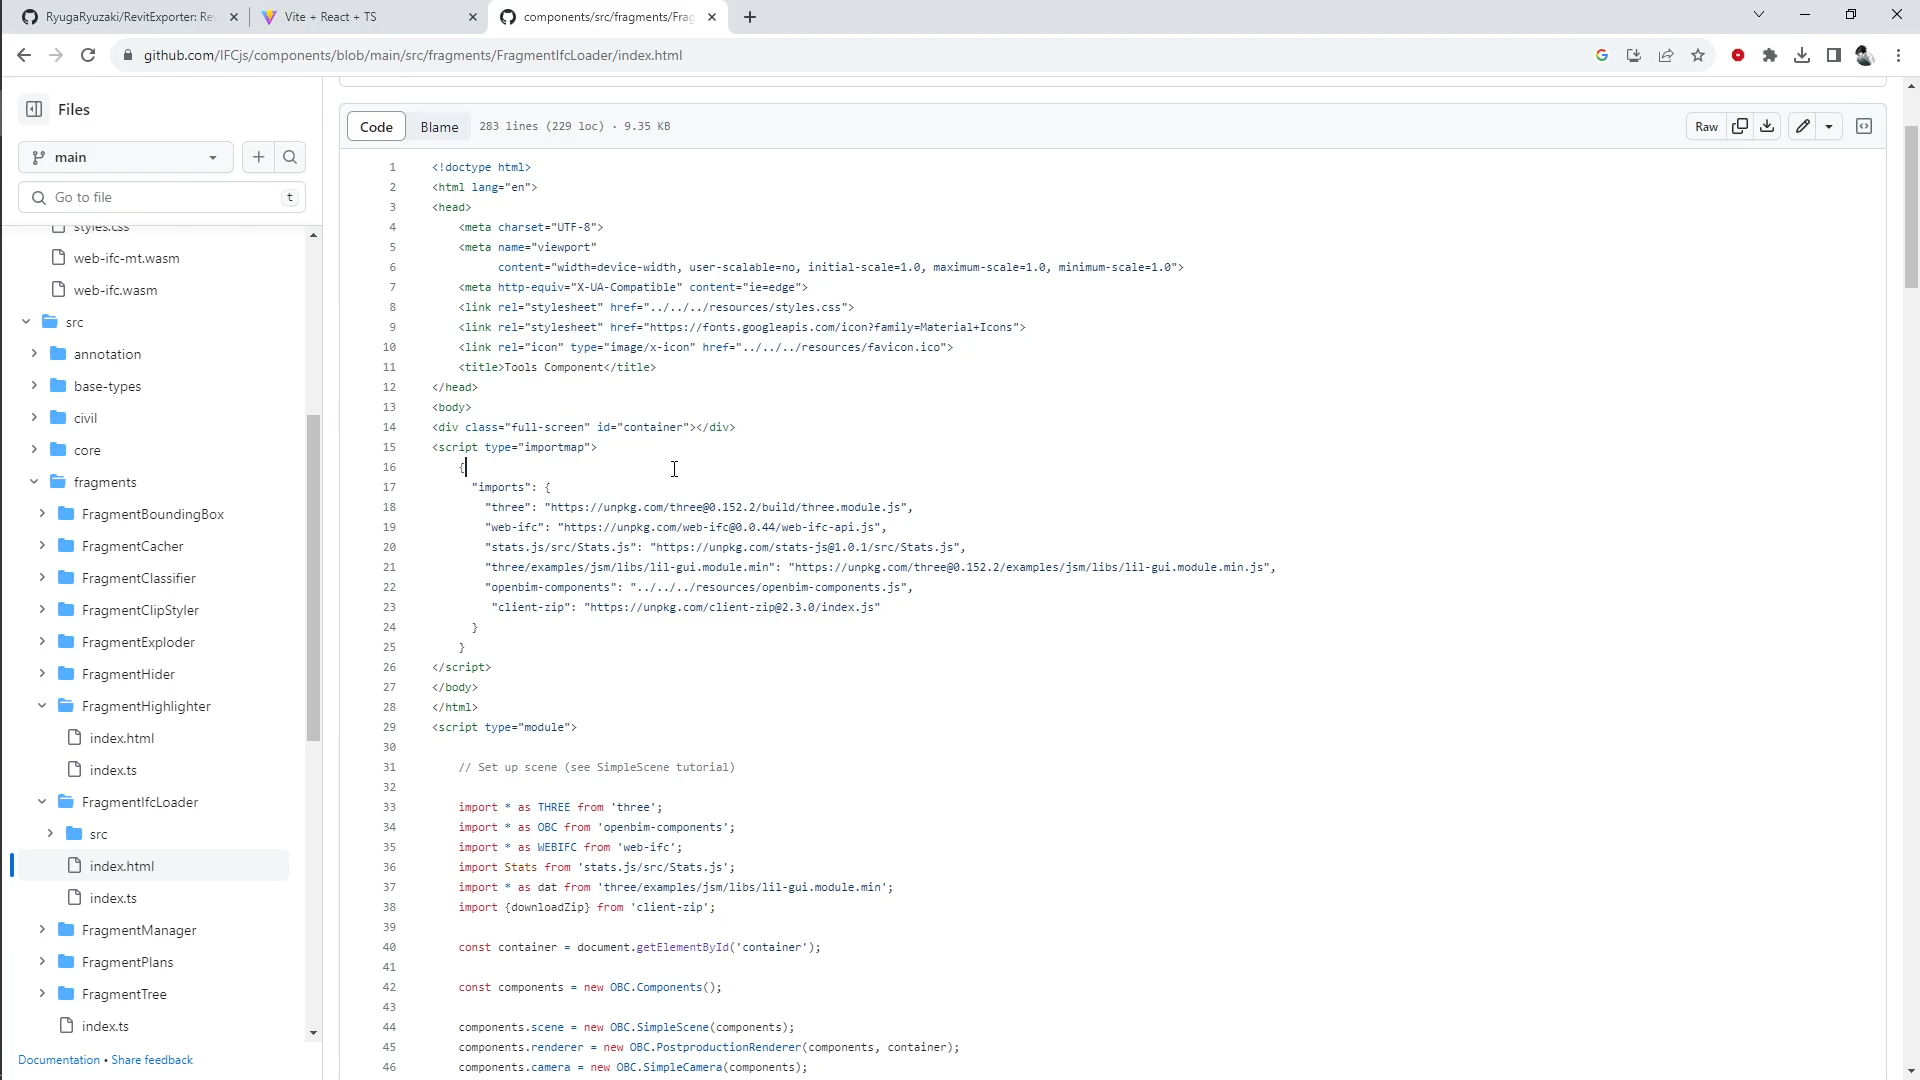 RyugaRyuzaki/RevitExporter: Rev
Vite + React + TS
components/src/fragments/Frag
github.com/IFCjs/components/blob/main/src/fragments/FragmentIfcLoader/index.html
Files
main
Go to file
t
styles.css
web-ifc-mt.wasm
web-ifc.wasm
src
annotation
base-types
civil
core
fragments
FragmentBoundingBox
FragmentCacher
FragmentClassifier
FragmentClipStyler
FragmentExploder
FragmentHider
FragmentHighlighter
index.html
index.ts
FragmentIfcLoader
src
index.html
index.ts
FragmentManager
FragmentPlans
FragmentTree
index.ts
Documentation • Share feedback
Code Blame 283 lines (229 loc) · 9.35 KB Raw
1 <!doctype html>
2 <html lang="en">
3 <head>
4 <meta charset="UTF-8">
5 <meta name="viewport"
6 content="width=device-width, user-scalable=no, initial-scale=1.0, maximum-scale=1.0, minimum-scale=1.0">
7 <meta http-equiv="X-UA-Compatible" content="ie=edge">
8 <link rel="stylesheet" href="../../../resources/styles.css">
9 <link rel="stylesheet" href="https://fonts.googleapis.com/icon?family=Material+Icons">
10 <link rel="icon" type="image/x-icon" href="../../../resources/favicon.ico">
11 <title>Tools Component</title>
12 </head>
13 <body>
14 <div class="full-screen" id="container"></div>
15 <script type="importmap">
16 {
17 "imports": {
18 "three": "https://unpkg.com/three@0.152.2/build/three.module.js",
19 "web-ifc": "https://unpkg.com/web-ifc@0.0.44/web-ifc-api.js",
20 "stats.js/src/Stats.js": "https://unpkg.com/stats-js@1.0.1/src/Stats.js",
21 "three/examples/jsm/libs/lil-gui.module.min": "https://unpkg.com/three@0.152.2/examples/jsm/libs/lil-gui.module.min.js",
22 "openbim-components": "../../../resources/openbim-components.js",
23 "client-zip": "https://unpkg.com/client-zip@2.3.0/index.js"
24 }
25 }
26 </script>
27 </body>
28 </html>
29 <script type="module">
30
31 // Set up scene (see SimpleScene tutorial)
32
33 import * as THREE from 'three';
34 import * as OBC from 'openbim-components';
35 import * as WEBIFC from 'web-ifc';
36 import Stats from 'stats.js/src/Stats.js';
37 import * as dat from 'three/examples/jsm/libs/lil-gui.module.min';
38 import {downloadZip} from 'client-zip';
39
40 const container = document.getElementById('container');
41
42 const components = new OBC.Components();
43
44 components.scene = new OBC.SimpleScene(components);
45 components.renderer = new OBC.PostproductionRenderer(components, container);
46 components.camera = new OBC.SimpleCamera(components);